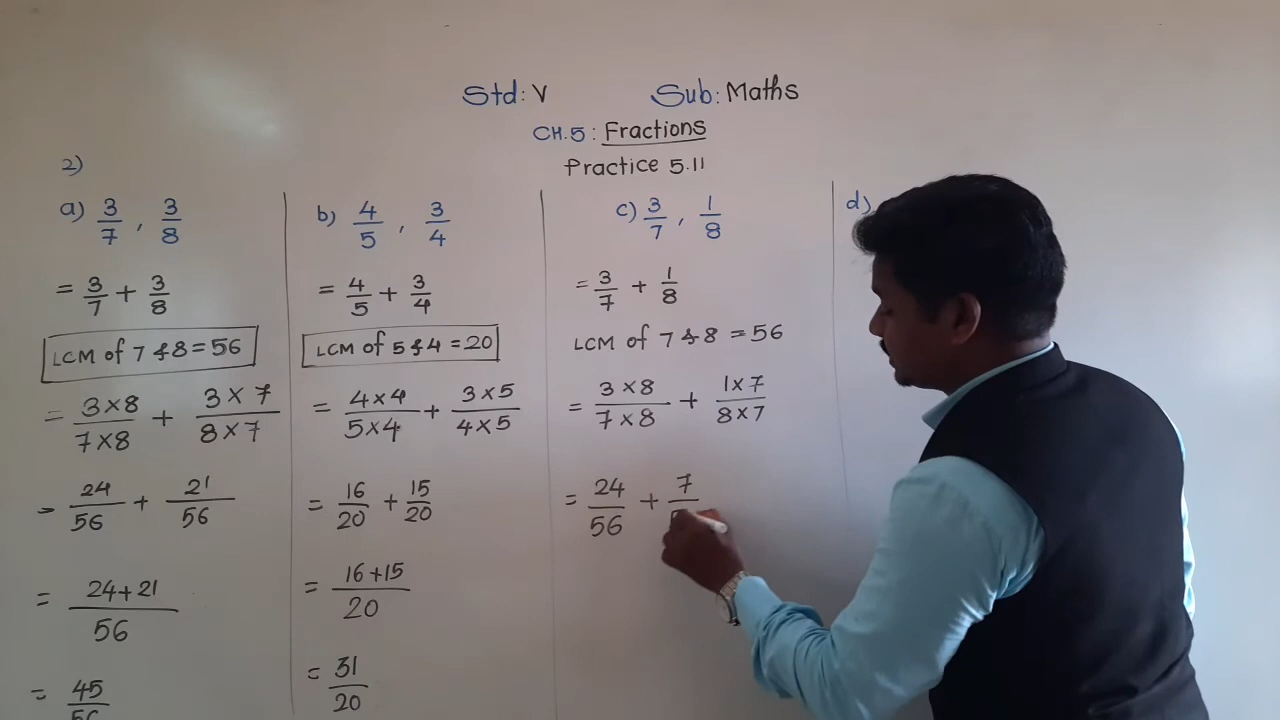 Std: V Sub: Maths
CH.5: Fractions
Practice 5.11
2)
a) 3/7, 3/8
= 3/7 + 3/8
LCM of 7 & 8 = 56
= 3×8/7×8 + 3×7/8×7
= 24/56 + 21/56
= 24+21/56
= 45/56
b) 4/5, 3/4
= 4/5 + 3/4
LCM of 5 & 4 = 20
= 4×4/5×4 + 3×5/4×5
= 16/20 + 15/20
= 16+15/20
= 31/20
c) 3/7, 1/8
= 3/7 + 1/8
LCM of 7 & 8 = 56
= 3×8/7×8 + 1×7/8×7
= 24/56 + 7/
d)